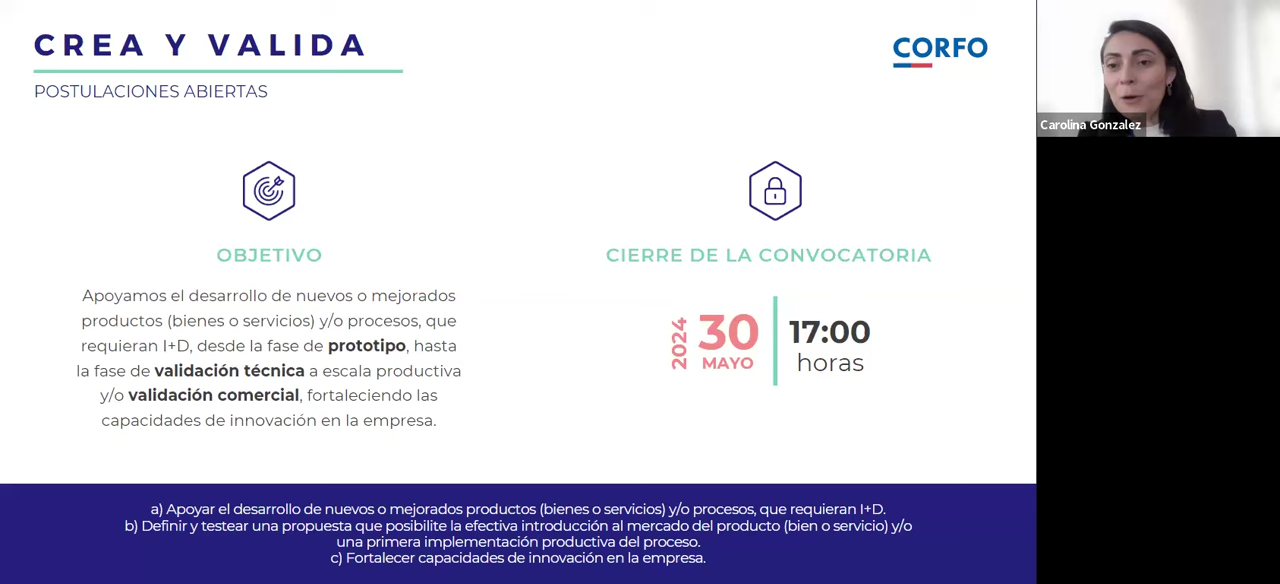 CREA Y VALIDA
CORFO
POSTULACIONES ABIERTAS
Carolina Gonzalez
OBJETIVO
Apoyamos el desarrollo de nuevos o mejorados
productos (bienes o servicios) y/o procesos, que
requieran I+D, desde la fase de prototipo, hasta
la fase de validación técnica a escala productiva
y/o validación comercial, fortaleciendo las
capacidades de innovación en la empresa.
CIERRE DE LA CONVOCATORIA
2024
30
MAYO
17:00
horas
a) Apoyar el desarrollo de nuevos o mejorados productos (bienes o servicios) y/o procesos, que requieran I+D.
b) Definir y testear una propuesta que posibilite la efectiva introducción al mercado del producto (bien o servicio) y/o
una primera implementación productiva del proceso.
c) Fortalecer capacidades de innovación en la empresa.